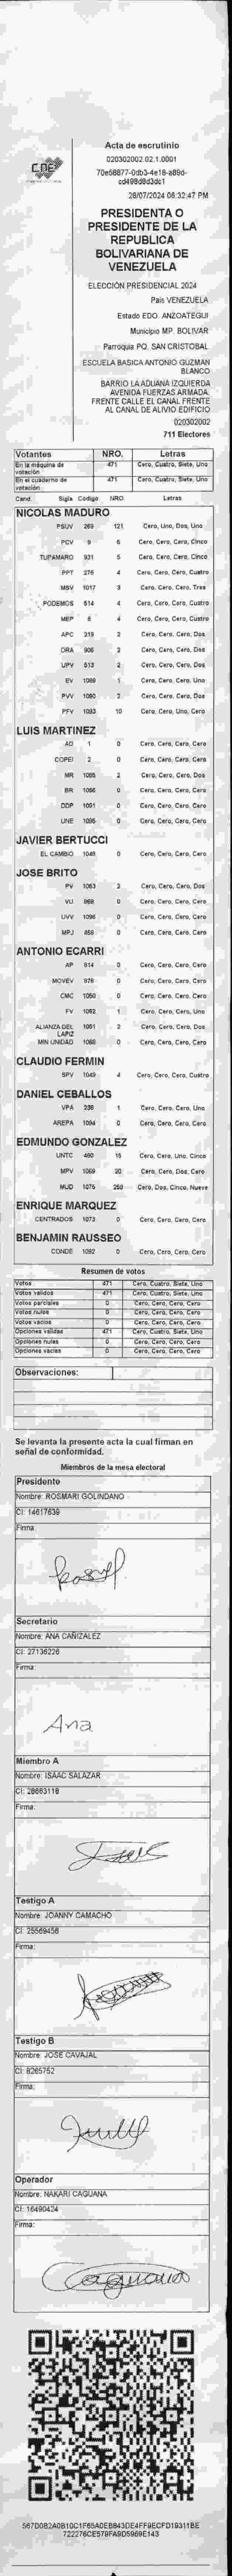 CDE
Acta de escrutinio
020302002.02.1.0001
28/07/2024 06:32:47 PM
PRESIDENTA O
PRESIDENTE DE LA
REPUBLICA
BOLIVARIANA DE
VENEZUELA
ELECCIÓN PRESIDENCIAL 2024
País VENEZUELA
Estado EDO. ANZOATEGUI
Municipio MP. BOLIVAR
Parroquia PQ. SAN CRISTOBAL
ESCUELA BASICA ANTONIO GUZMAN
BLANCO
BARRIO LA ADUANA IZQUIERDA
AVENIDA FUERZAS ARMADA.
FRENTE CALLE EL CANAL FRENTE
AL CANAL DE ALIVIO EDIFICIO
020302002
711 Electores
Votantes NRO. Letras
En la máquina de votación 471 Cero, Cuatro, Siete, Uno
En el cuaderno de votación 471 Cero, Cuatro, Siete, Uno
Cand. Sigla Código NRO. Letras
NICOLAS MADURO
PSUV 269 121 Cero, Uno, Dos, Uno
PCV 9 5 Cero, Cero, Cero, Cinco
TUPAMARO 931 5 Cero, Cero, Cero, Cinco
PPT 276 4 Cero, Cero, Cero, Cuatro
MSV 1017 3 Cero, Cero, Cero, Tres
PODEMOS 514 4 Cero, Cero, Cero, Cuatro
MEP 6 4 Cero, Cero, Cero, Cuatro
APC 219 2 Cero, Cero, Cero, Dos
ORA 906 2 Cero, Cero, Cero, Dos
UPV 513 2 Cero, Cero, Cero, Dos
EV 1089 1 Cero, Cero, Cero, Uno
PVV 1090 2 Cero, Cero, Cero, Dos
PFV 1093 10 Cero, Cero, Uno, Cero
LUIS MARTINEZ
AD 1 0 Cero, Cero, Cero, Cero
COPEI 2 0 Cero, Cero, Cero, Cero
MR 1055 2 Cero, Cero, Cero, Dos
BR 1056 0 Cero, Cero, Cero, Cero
DDP 1091 0 Cero, Cero, Cero, Cero
UNE 1095 0 Cero, Cero, Cero, Cero
JAVIER BERTUCCI
EL CAMBIO 1048 0 Cero, Cero, Cero, Cero
JOSE BRITO
PV 1063 2 Cero, Cero, Cero, Dos
VU 969 0 Cero, Cero, Cero, Cero
UVV 1096 0 Cero, Cero, Cero, Cero
MPJ 458 0 Cero, Cero, Cero, Cero
ANTONIO ECARRI
AP 914 0 Cero, Cero, Cero, Cero
MOVEV 978 0 Cero, Cero, Cero, Cero
CMC 1050 0 Cero, Cero, Cero, Cero
FV 1082 1 Cero, Cero, Cero, Uno
ALIANZA DEL LAPIZ 1051 2 Cero, Cero, Cero, Dos
MIN UNIDAD 1068 0 Cero, Cero, Cero, Cero
CLAUDIO FERMIN
SPV 1049 4 Cero, Cero, Cero, Cuatro
DANIEL CEBALLOS
VPA 238 1 Cero, Cero, Cero, Uno
AREPA 1094 0 Cero, Cero, Cero, Cero
EDMUNDO GONZALEZ
UNTC 460 15 Cero, Cero, Uno, Cinco
MPV 1069 20 Cero, Cero, Dos, Cero
MUD 1075 259 Cero, Dos, Cinco, Nueve
ENRIQUE MARQUEZ
CENTRADOS 1073 0 Cero, Cero, Cero, Cero
BENJAMIN RAUSSEO
CONDE 1092 0 Cero, Cero, Cero, Cero
Resumen de votos
Votos 471 Cero, Cuatro, Siete, Uno
Votos validos 471 Cero, Cuatro, Siete, Uno
Votos parciales 0 Cero, Cero, Cero, Cero
Votos nulos 0 Cero, Cero, Cero, Cero
Votos vacios 0 Cero, Cero, Cero, Cero
Opciones validas 471 Cero, Cuatro, Siete, Uno
Opciones nulas 0 Cero, Cero, Cero, Cero
Opciones vacias 0 Cero, Cero, Cero, Cero
Observaciones:
Se levanta la presente acta la cual firman en
señal de conformidad.
Miembros de la mesa electoral
Presidente
Nombre: ROSMARI GOLINDANO
CI: 14617639
Firma:
Secretario
Nombre: ANA CAÑIZALEZ
CI: 27136226
Firma:
Ana
Miembro A
Nombre: ISAAC SALAZAR
CI: 28663118
Firma:
Testigo A
Nombre: JOANNY CAMACHO
CI: 25569456
Firma:
Testigo B
Nombre: JOSE CAVAJAL
CI: 8265752
Firma:
Operador
Nombre: NAKARI CAGUANA
CI: 16490424
Firma:
Caguana